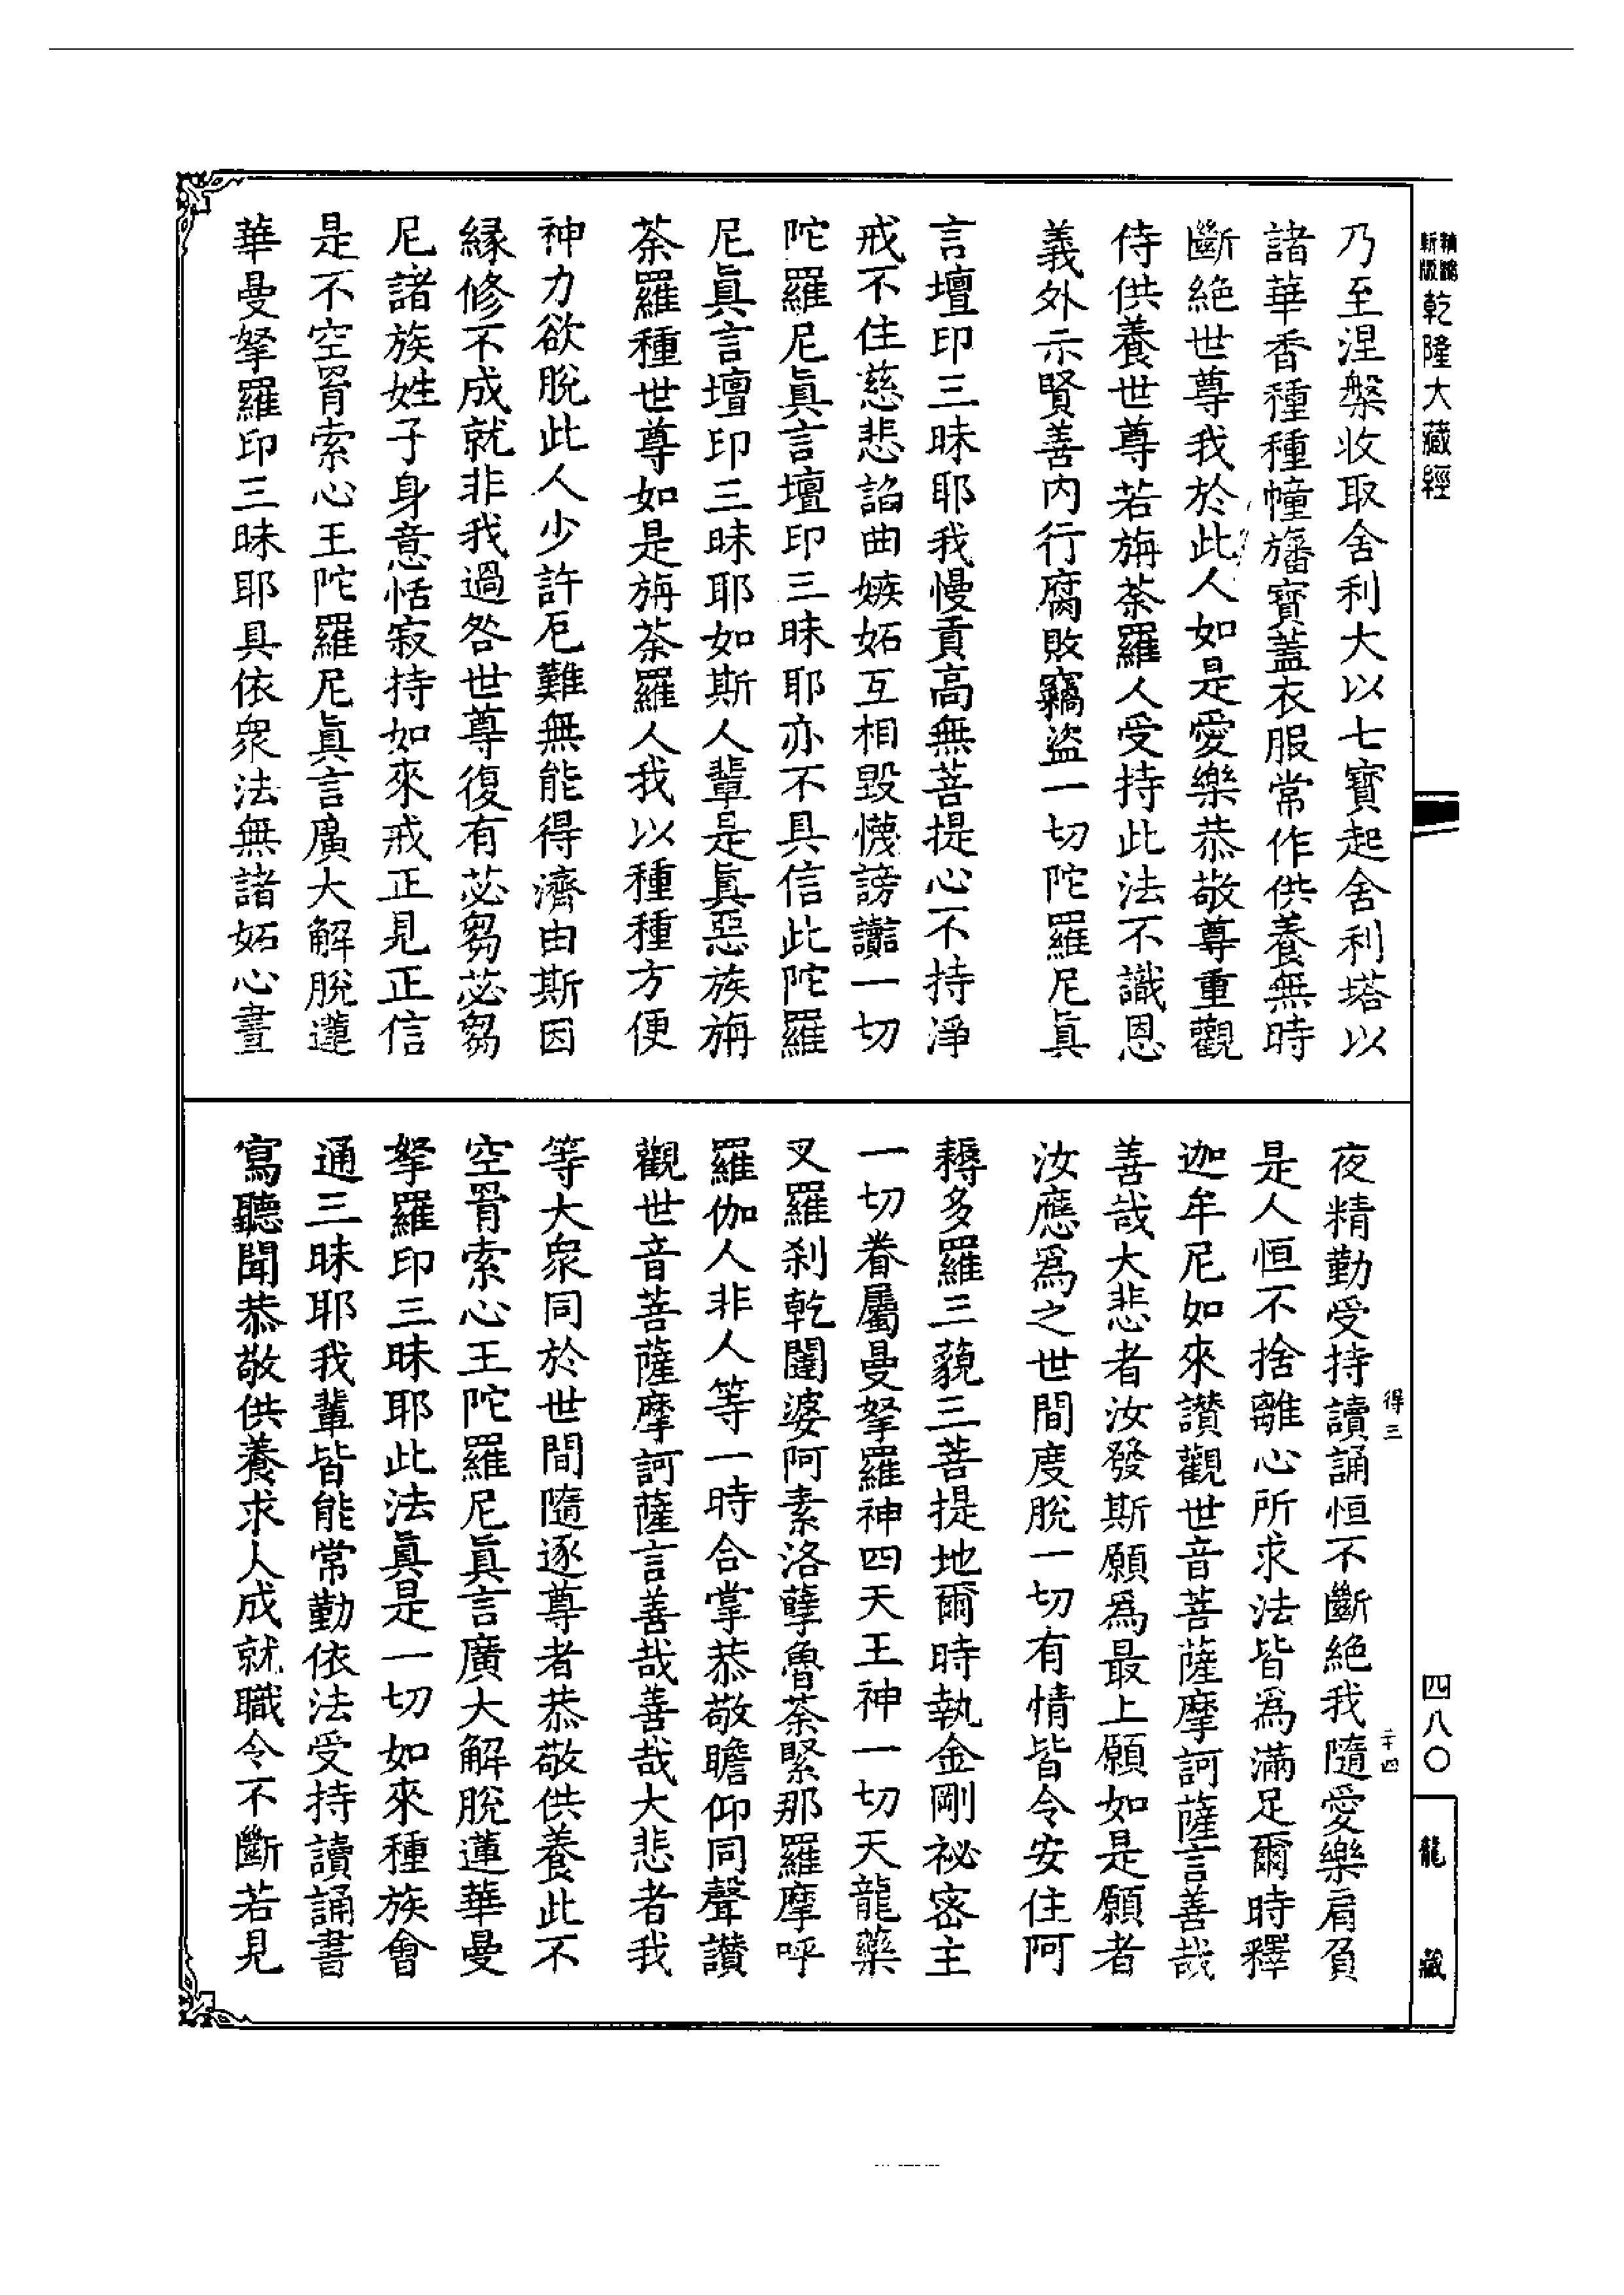 新版
乾隆大藏經
乃至涅槃收取舍利大以七寶起舍利塔以
諸華香種種幢旛寶蓋衣服常作供養無時
斷絶世尊我於此人如是愛樂恭敬尊重觀
侍供養世尊若旃荼羅人受持此法不識恩
義外示賢善内行腐敗竊盜一切陀羅尼眞
言壇印三昧耶我慢貢高無菩提心不持淨
戒不住慈悲諂曲嫉妬互相毀懱謗讟一切
陀羅尼眞言壇印三昧耶亦不具信此陀羅
尼眞言壇印三昧耶如斯人輩是眞惡族旃
荼羅種世尊如是旃荼羅人我以種種方便
神力欲脫此人少許厄難無能得濟由斯因
緣修不成就非我過咎世尊復有苾芻苾芻
尼諸族姓子身意恬寂持如來戒正見正信
是不空罥索心王陀羅尼眞言廣大解脫蓮
華曼拏羅印三昧耶具依衆法無諸妬心晝
夜精勤受持讀誦恒不斷絶我隨愛樂肩負
是人恒不捨離心所求法皆爲滿足爾時釋
迦牟尼如來讃觀世音菩薩摩訶薩言善哉
善哉大悲者汝發斯願爲最上願如是願者
汝應爲之世間度脫一切有情皆令安住阿
耨多羅三藐三菩提地爾時執金剛祕密主
一切眷屬曼拏羅神四天王神一切天龍藥
叉羅刹乾闥婆阿素洛孽魯荼緊那羅摩呼
羅伽人非人等一時合掌恭敬瞻仰同聲讃
觀世音菩薩摩訶薩言善哉善哉大悲者我
等大衆同於世間隨逐尊者恭敬供養此不
空罥索心王陀羅尼眞言廣大解脫蓮華曼
拏羅印三昧耶此法眞是一切如來種族會
通三昧耶我輩皆能常勤依法受持讀誦書
寫聽聞恭敬供養求人成就職令不斷若見
得三
二十四
四八〇
龍藏